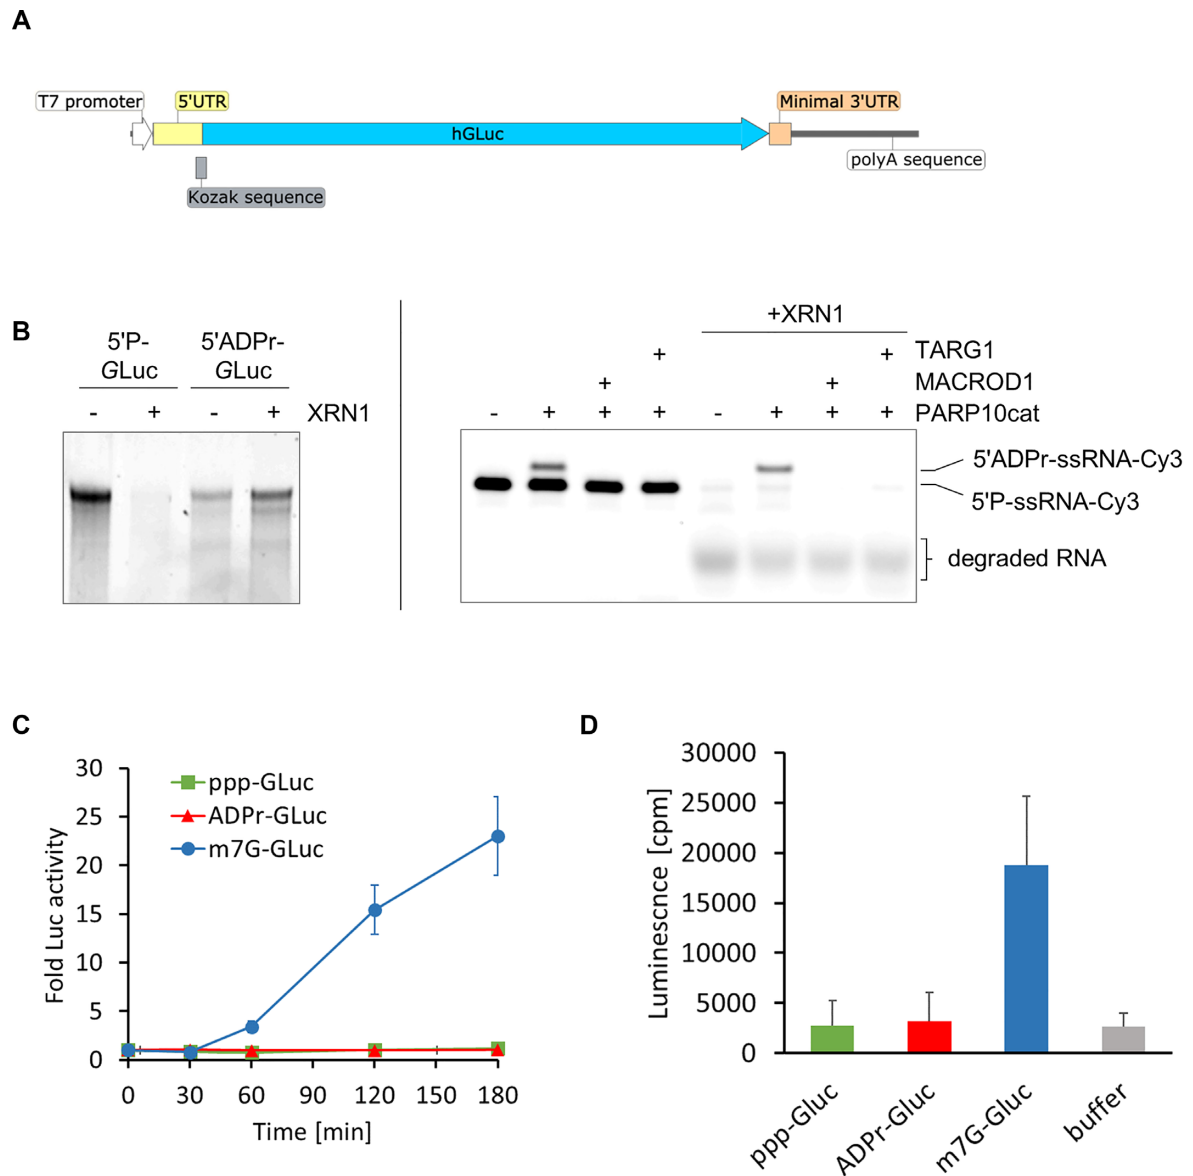 A
T7 promoter
5'UTR
Minimal 3'UTR
hGLuc
polyA sequence
Kozak sequence
B
5'P-
GLuc
5'ADPr-
GLuc
- + - + XRN1
+XRN1
+ + TARG1
+ + MACROD1
- + + + - + + + PARP10cat
5'ADPr-ssRNA-Cy3
5'P-ssRNA-Cy3
degraded RNA
C
Fold Luc activity
30
25
20
15
10
5
0
ppp-GLuc
ADPr-GLuc
m7G-GLuc
0 30 60 90 120 150 180
Time [min]
D
Luminescnce [cpm]
30000
25000
20000
15000
10000
5000
0
ppp-Gluc
ADPr-Gluc
m7G-Gluc
buffer